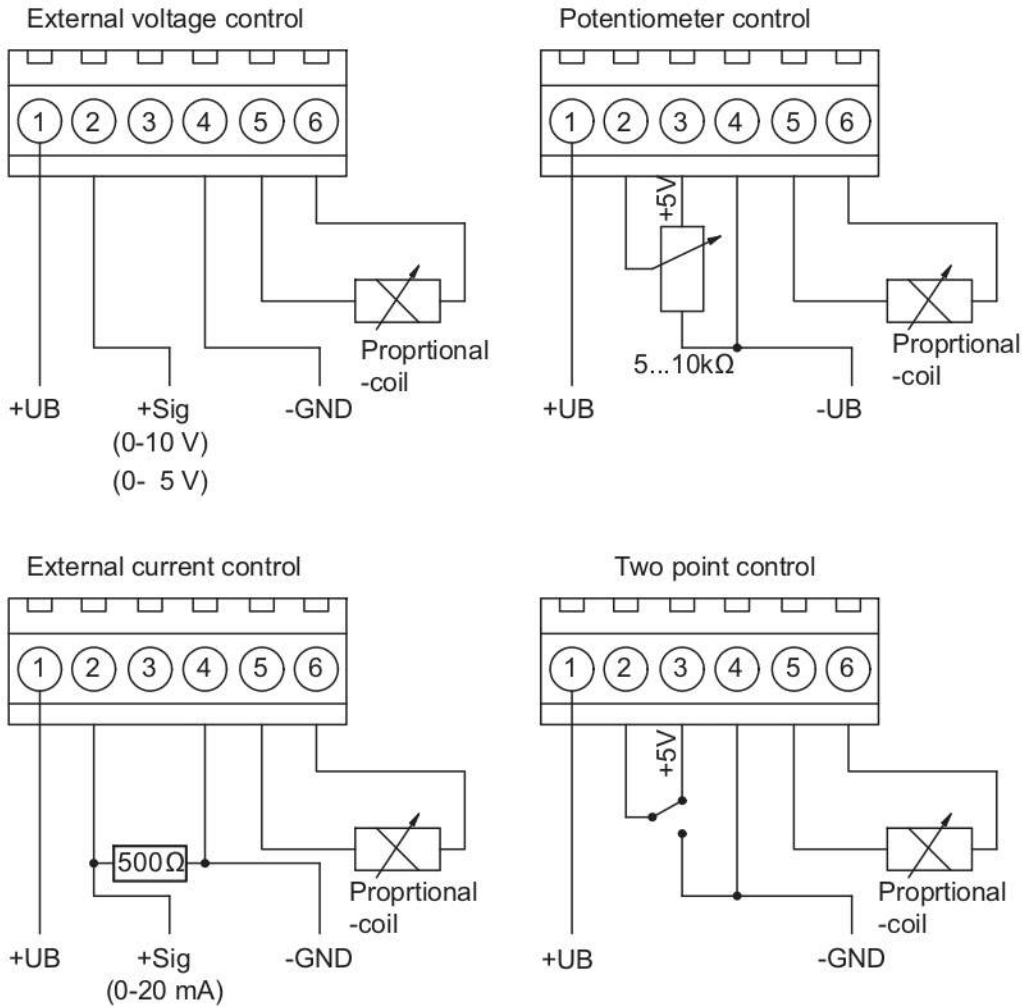 External voltage control
1 2 3 4 5 6
Proprtional
-coil
+UB +Sig -GND
(0-10 V)
(0- 5 V)
Potentiometer control
1 2 3 4 5 6
+5V
5...10kΩ
Proprtional
-coil
+UB -UB
External current control
1 2 3 4 5 6
500Ω
Proprtional
-coil
+UB +Sig -GND
(0-20 mA)
Two point control
1 2 3 4 5 6
+5V
Proprtional
-coil
+UB -GND